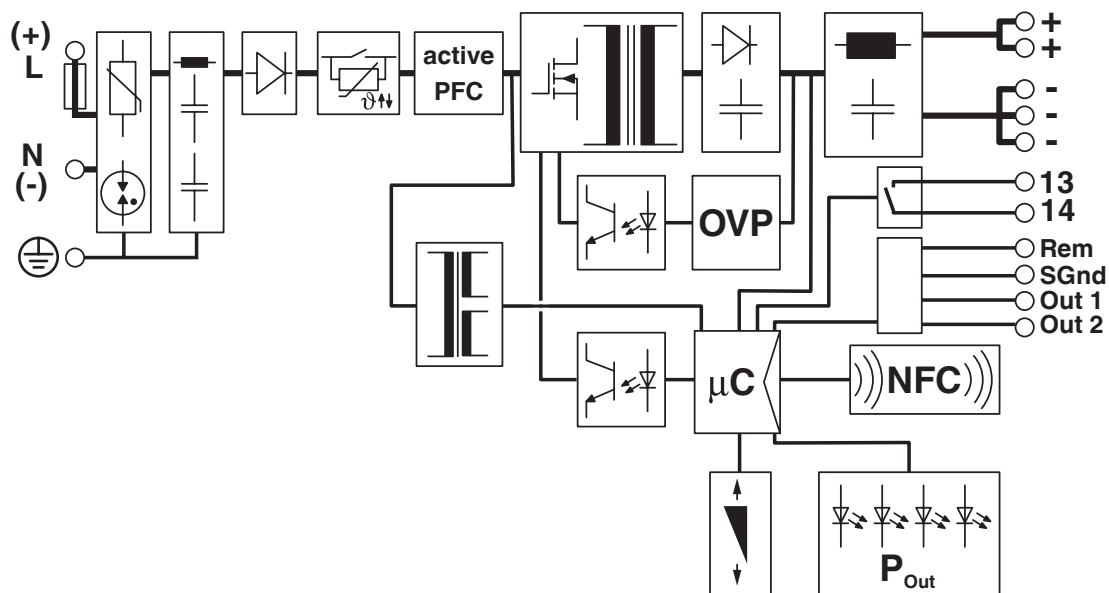 (+)
L
N
(-)
ϑ
active
PFC
+
+
-
-
-
OVP
13
14
Rem
SGnd
Out 1
Out 2
µC
NFC
P Out